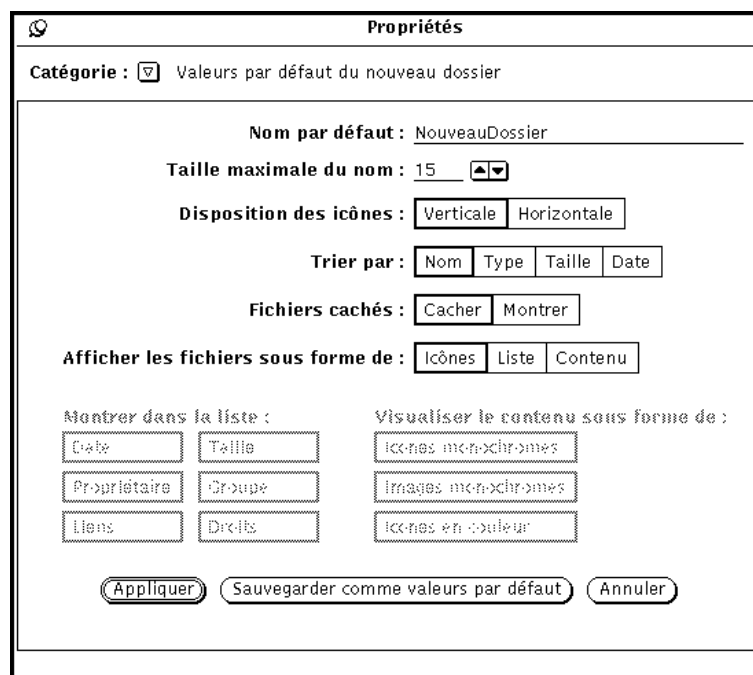 Propriétés
Catégorie : Valeurs par défaut du nouveau dossier
Nom par défaut : NouveauDossier
Taille maximale du nom : 15
Disposition des icônes : Verticale Horizontale
Trier par : Nom Type Taille Date
Fichiers cachés : Cacher Montrer
Afficher les fichiers sous forme de : Icônes Liste Contenu
Montrer dans la liste : Visualiser le contenu sous forme de :
Date Taille Icones monochromes
Propriétaire Groupe Images monochromes
Liens Droits Icones en couleur
Appliquer Sauvegarder comme valeurs par défaut Annuler